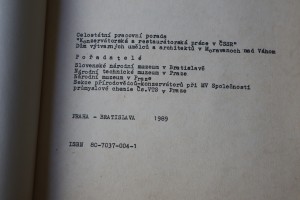 Celostátní pracovní porada
"Konzervátorská a restaurátorská práce v ČSSR"
Dům výtvarných umělců a architektů v Moravanoch nad Váhom
Pořadatelé
Slovenské národní muzeum v Bratislavě
Národní technické muzeum v Praze
Národní muzeum v Praze
Sekce přírodovědců-konzervátorů při MV Společnosti
průmyslové chemie Čs.VTS v Praze
PRAHA - BRATISLAVA 1989
ISBN 80-7037-004-1